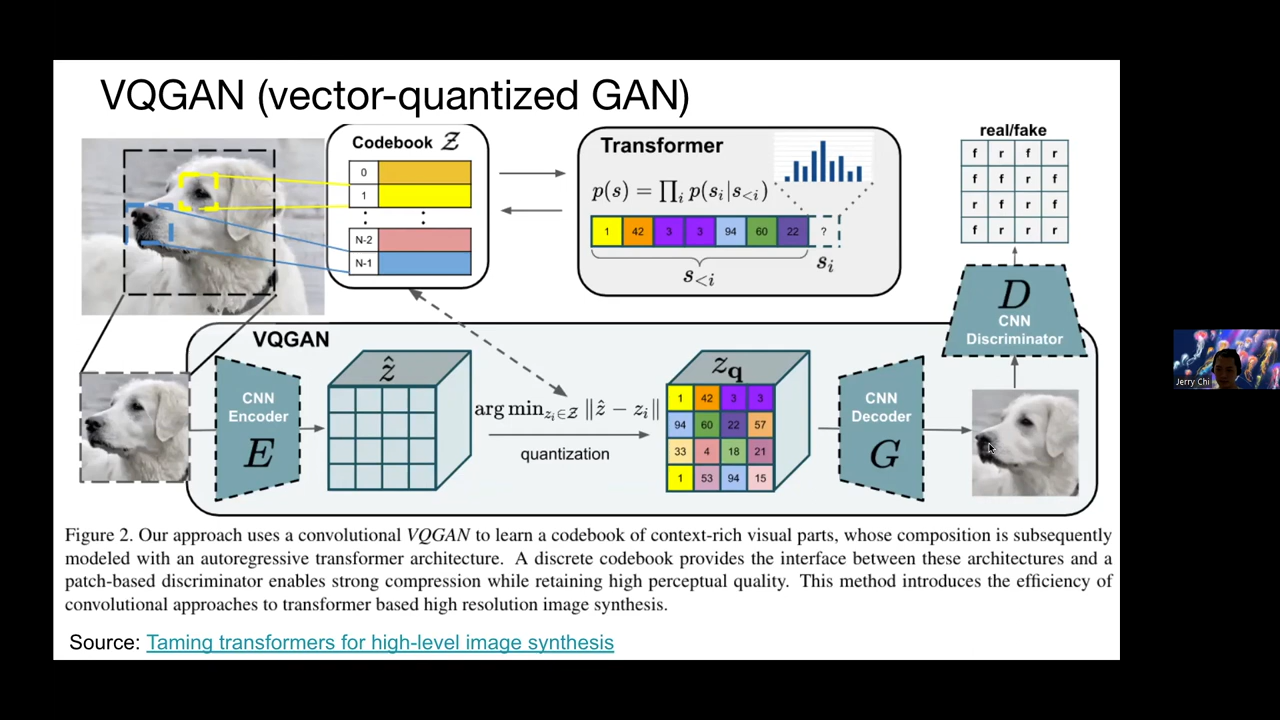 VQGAN (vector-quantized GAN)
Codebook 𝒵
0
1
⋮ ⋮
N-2
N-1
Transformer
p(s) = ∏ᵢ p(sᵢ|s<ᵢ)
1 42 3 3 94 60 22 ?
s<ᵢ
sᵢ
real/fake
f r f r
f f r f
r f r f
f r r r
D
CNN
Discriminator
VQGAN
CNN
Encoder
E
ẑ
arg min_{zᵢ∈𝒵} ‖ẑ − zᵢ‖
quantization
z_q
1 42 3 3
94 60 22 57
33 4 18 21
1 53 94 15
CNN
Decoder
G
Jerry Chi
Figure 2. Our approach uses a convolutional VQGAN to learn a codebook of context-rich visual parts, whose composition is subsequently
modeled with an autoregressive transformer architecture. A discrete codebook provides the interface between these architectures and a
patch-based discriminator enables strong compression while retaining high perceptual quality. This method introduces the efficiency of
convolutional approaches to transformer based high resolution image synthesis.
Source: Taming transformers for high-level image synthesis